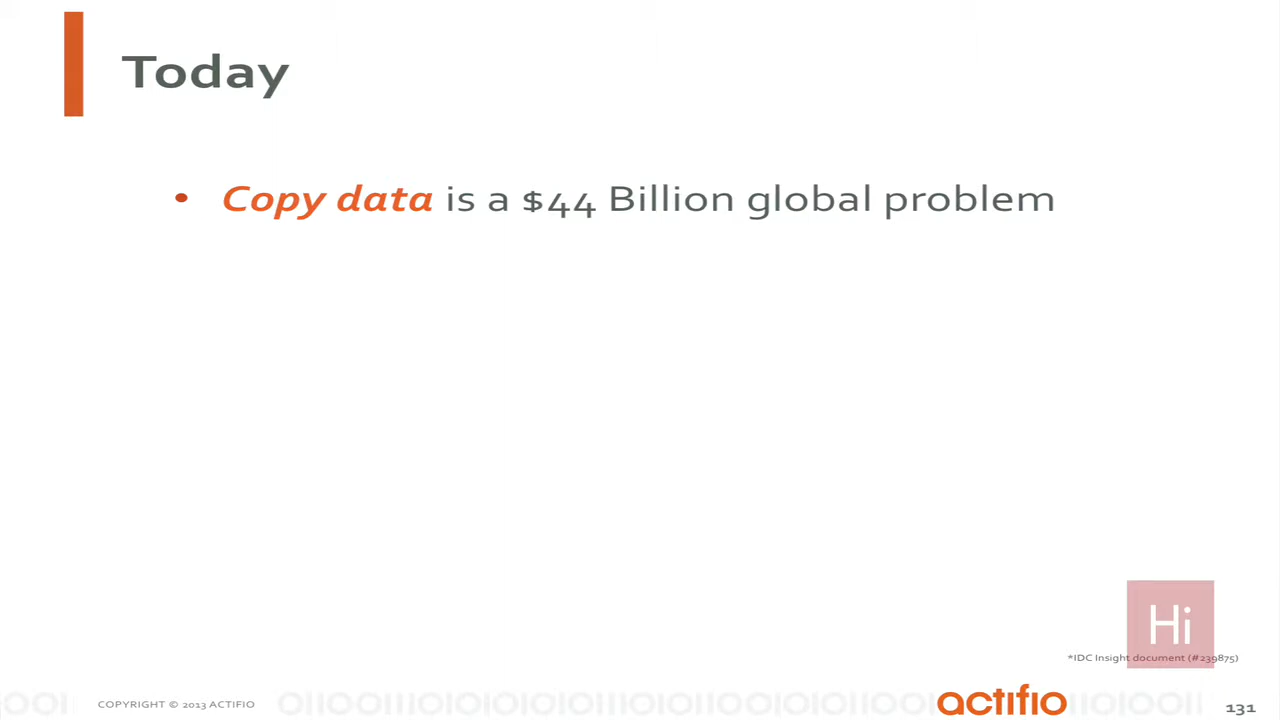 Today
• Copy data is a $44 Billion global problem
Hi
*IDC Insight document (#239875)
COPYRIGHT © 2013 ACTIFIO
actifio
131